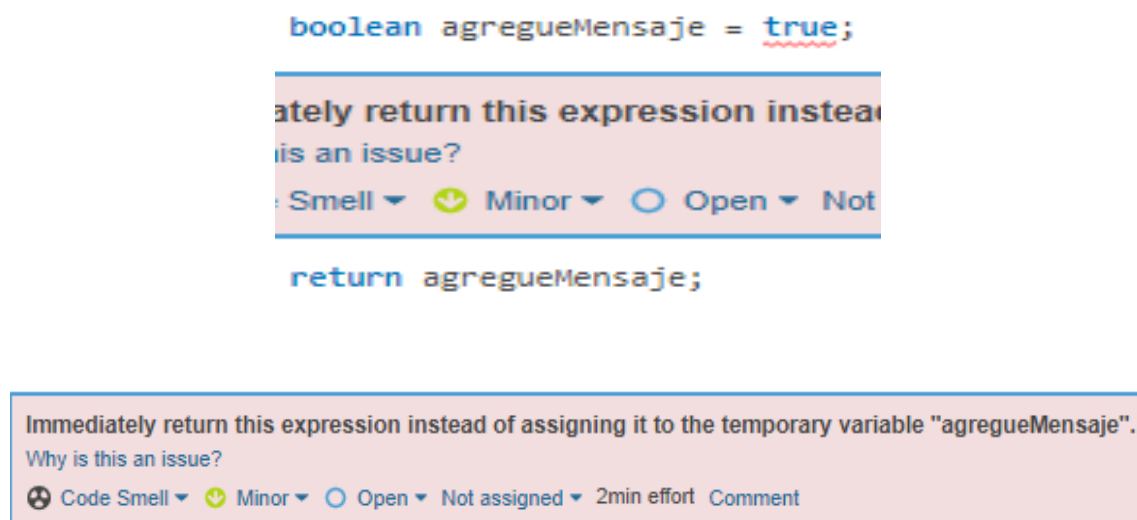 boolean agregueMensaje = true;
ately return this expression instea
is an issue?
Smell Minor Open Not
return agregueMensaje;
Immediately return this expression instead of assigning it to the temporary variable "agregueMensaje".
Why is this an issue?
Code Smell Minor Open Not assigned 2min effort Comment